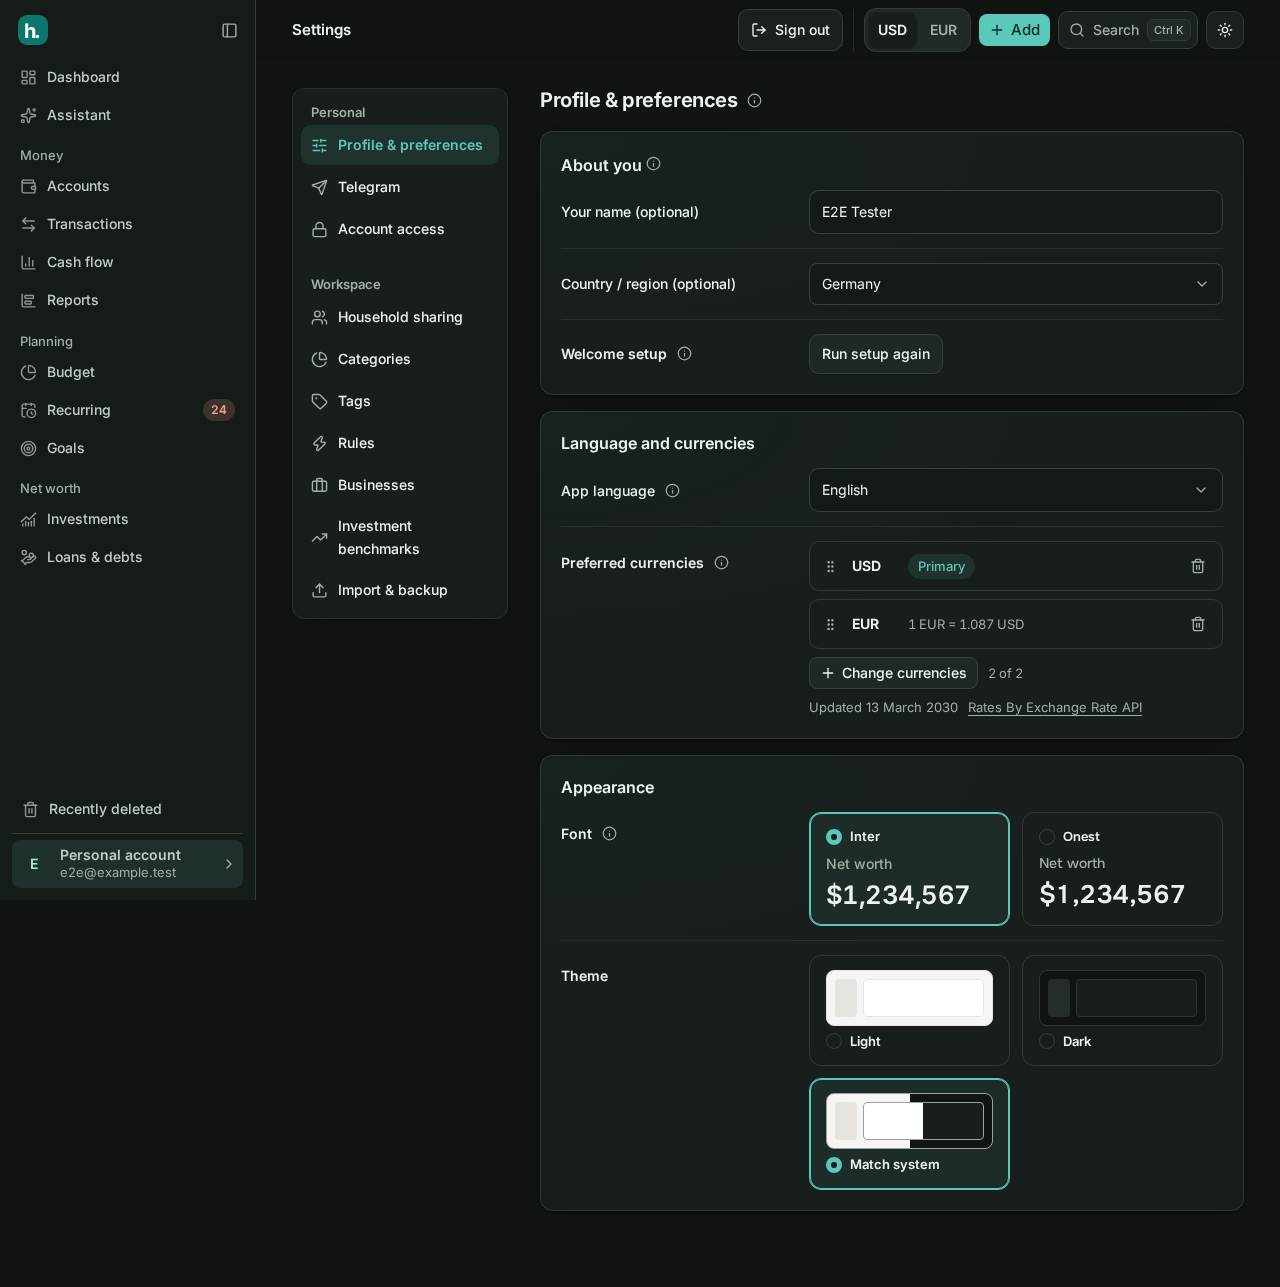 h.
Dashboard
Assistant
Money
Accounts
Transactions
Cash flow
Reports
Planning
Budget
Recurring 24
Goals
Net worth
Investments
Loans & debts
Recently deleted
E
Personal account
e2e@example.test
Settings
Sign out
USD EUR
Add
Search Ctrl K
Personal
Profile & preferences
Telegram
Account access
Workspace
Household sharing
Categories
Tags
Rules
Businesses
Investment
benchmarks
Import & backup
Profile & preferences
About you
Your name (optional) E2E Tester
Country / region (optional) Germany
Welcome setup Run setup again
Language and currencies
App language English
Preferred currencies USD Primary
EUR 1 EUR = 1.087 USD
Change currencies 2 of 2
Updated 13 March 2030 Rates By Exchange Rate API
Appearance
Font
Inter
Net worth
$1,234,567
Onest
Net worth
$1,234,567
Theme
Light
Dark
Match system